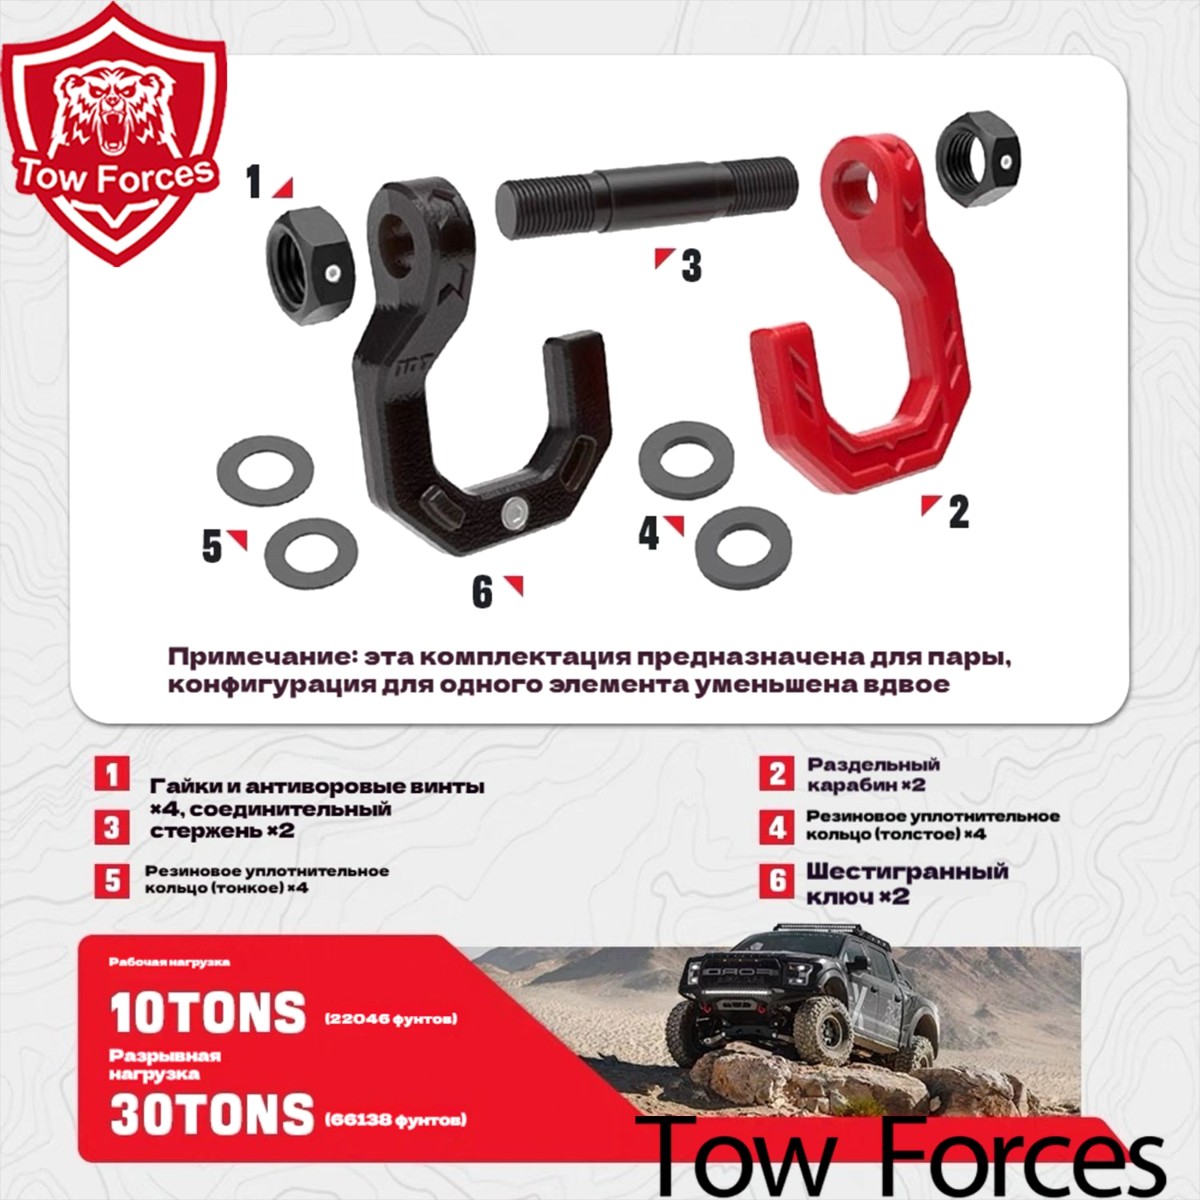 Tow Forces
1
3
2
5
4
6
Примечание: эта комплектация предназначена для пары,
конфигурация для одного элемента уменьшена вдвое
1
3
Гайки и антиворовые винты
×4, соединительный
стержень ×2
2
Раздельный
карабин ×2
4
Резиновое уплотнительное
кольцо (толстое) ×4
5
Резиновое уплотнительное
кольцо (тонкое) ×4
6
Шестигранный
ключ ×2
Рабочая нагрузка
10TONS (22046 фунтов)
Разрывная
нагрузка
30TONS (66138 фунтов)
Tow Forces